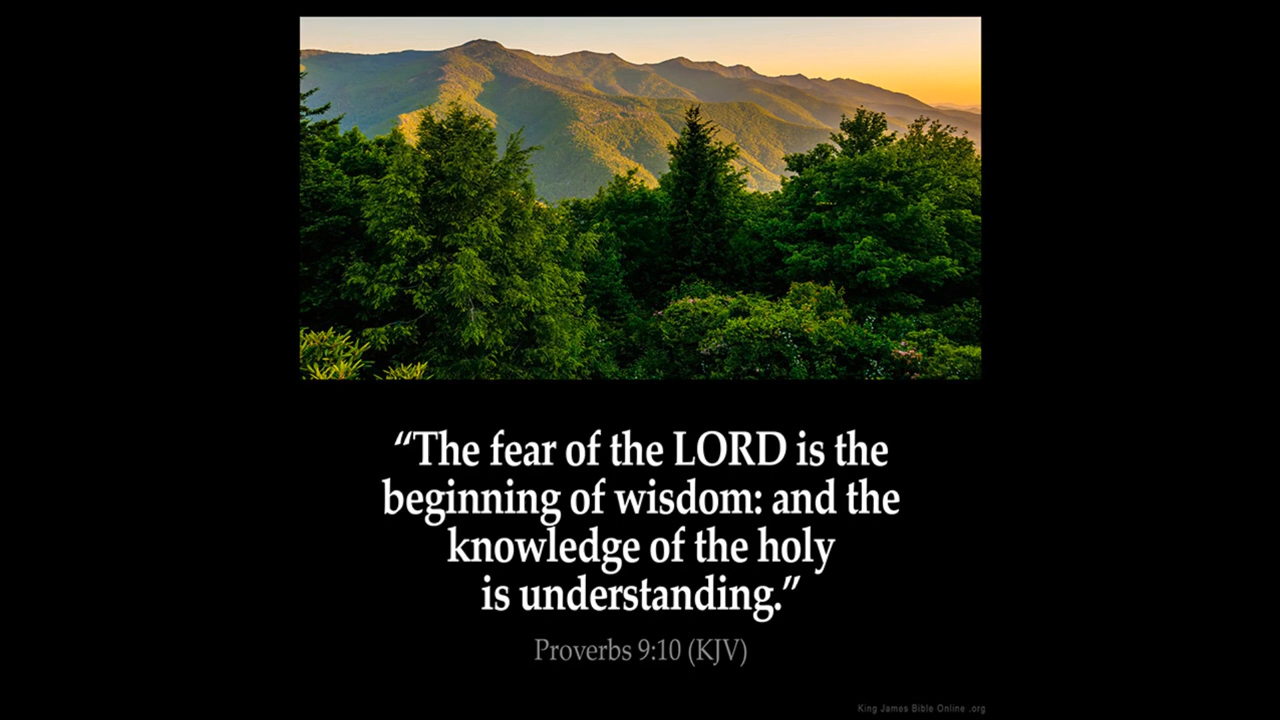 “The fear of the LORD is the
beginning of wisdom: and the
knowledge of the holy
is understanding.”
Proverbs 9:10 (KJV)
King James Bible Online .org